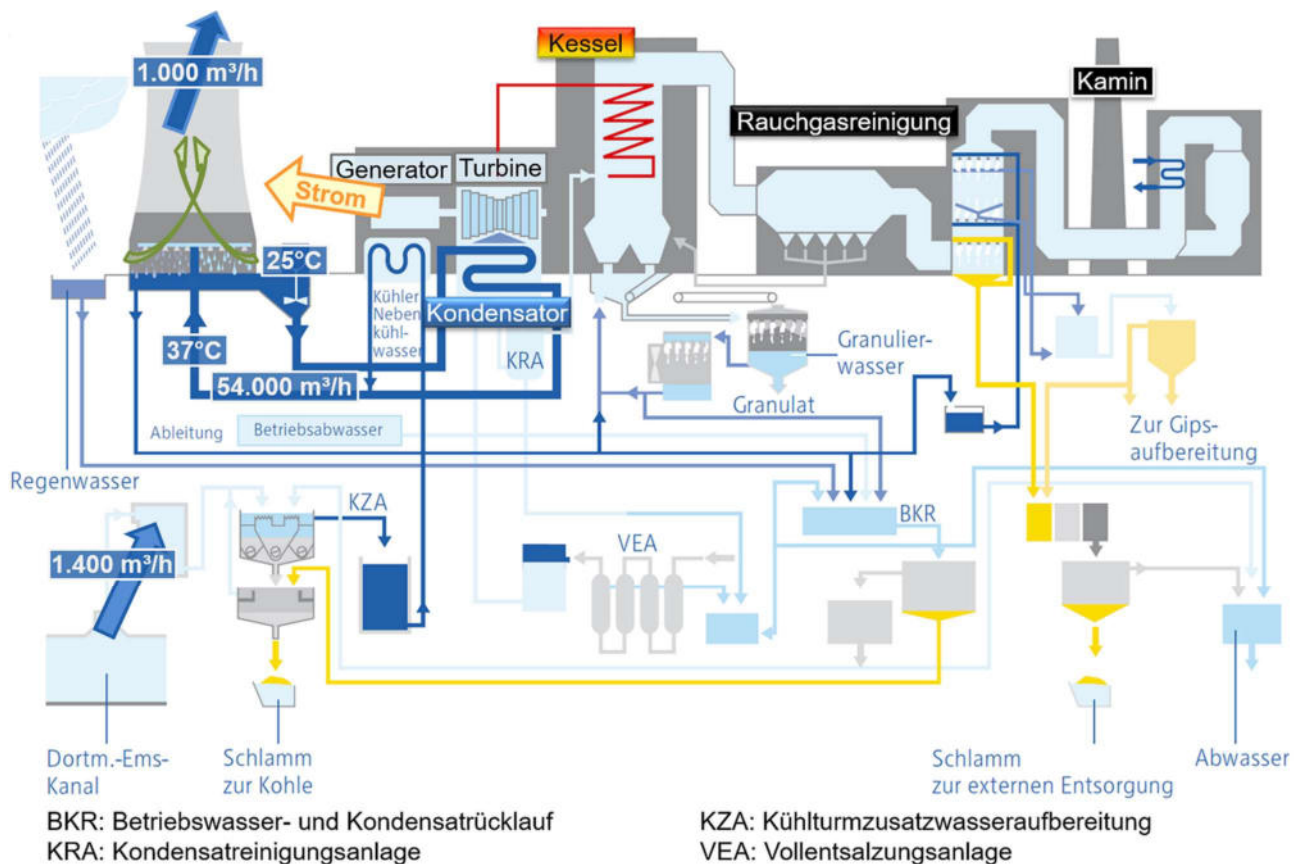 Kessel
1.000 m³/h
Kamin
Rauchgasreinigung
Generator
Turbine
Strom
25°C
Kühler
Neben
kühl-
wasser
Kondensator
37°C
KRA
Granulier-
wasser
54.000 m³/h
Granulat
Zur Gips-
aufbereitung
Ableitung
Betriebsabwasser
Regenwasser
KZA
BKR
VEA
1.400 m³/h
Dortm.-Ems-
Kanal
Schlamm
zur Kohle
Schlamm
zur externen Entsorgung
Abwasser
BKR: Betriebswasser- und Kondensatrücklauf
KZA: Kühlturmzusatzwasseraufbereitung
KRA: Kondensatreinigungsanlage
VEA: Vollentsalzungsanlage